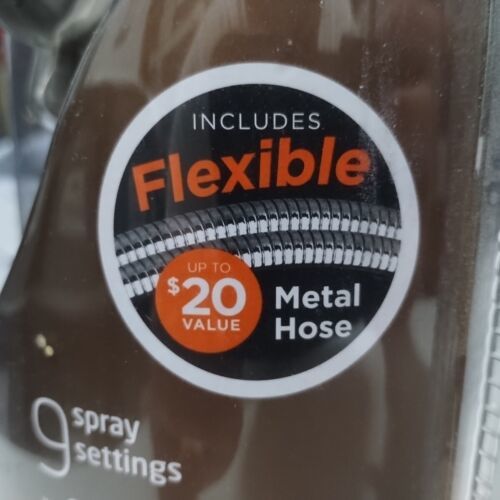 INCLUDES
Flexible
UP TO
$20
VALUE
Metal
Hose
9 spray
settings